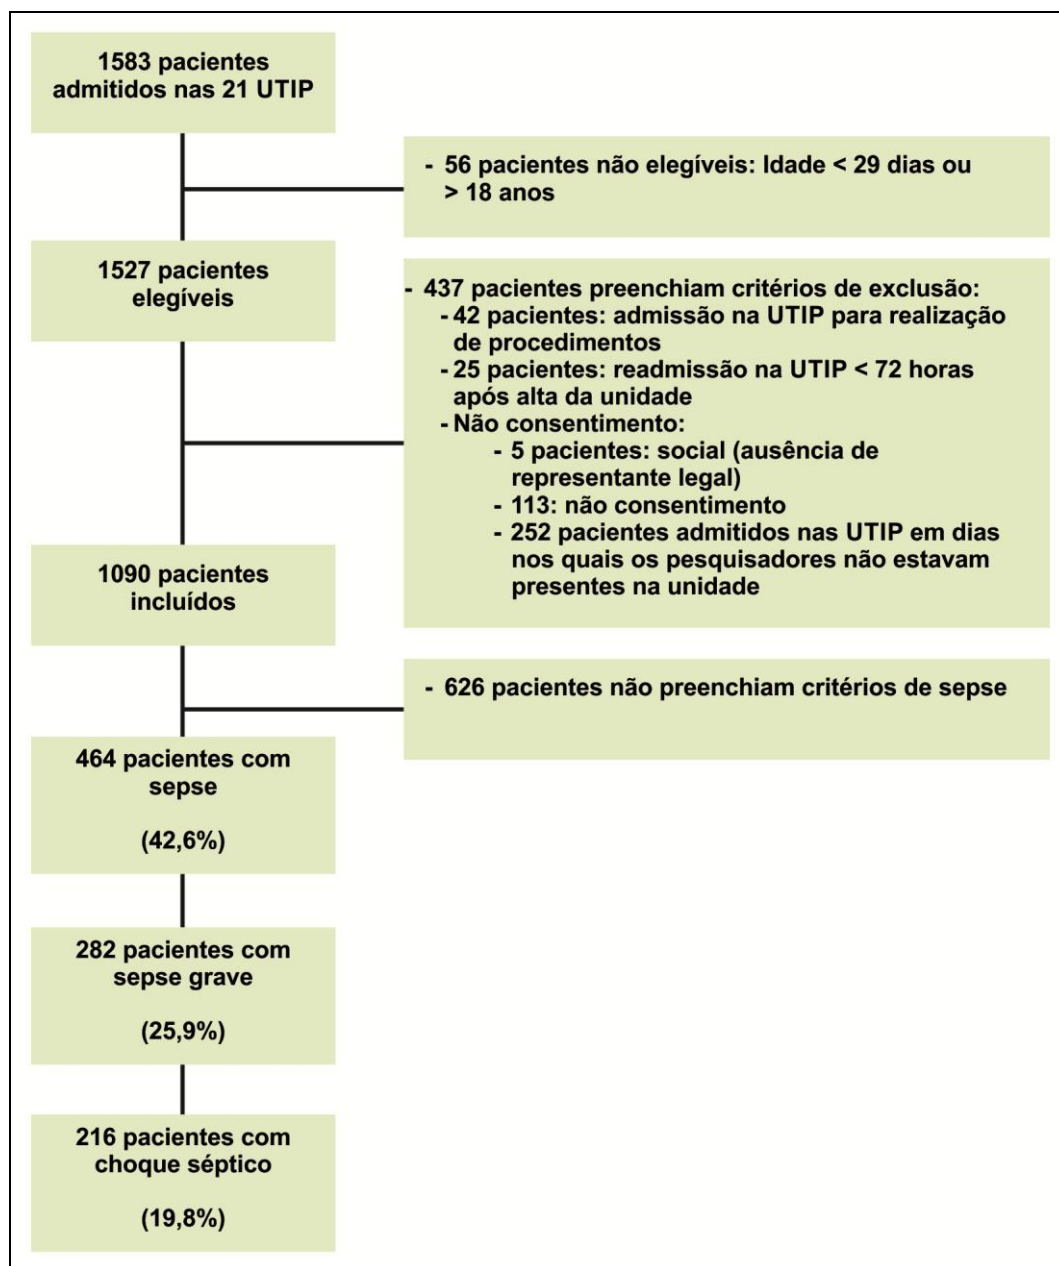 1583 pacientes
admitidos nas 21 UTIP
- 56 pacientes não elegíveis: Idade < 29 dias ou
> 18 anos
1527 pacientes
elegíveis
- 437 pacientes preenchiam critérios de exclusão:
- 42 pacientes: admissão na UTIP para realização
de procedimentos
- 25 pacientes: readmissão na UTIP < 72 horas
após alta da unidade
- Não consentimento:
- 5 pacientes: social (ausência de
representante legal)
- 113: não consentimento
- 252 pacientes admitidos nas UTIP em dias
nos quais os pesquisadores não estavam
presentes na unidade
1090 pacientes
incluídos
- 626 pacientes não preenchiam critérios de sepse
464 pacientes com
sepse
(42,6%)
282 pacientes com
sepse grave
(25,9%)
216 pacientes com
choque séptico
(19,8%)